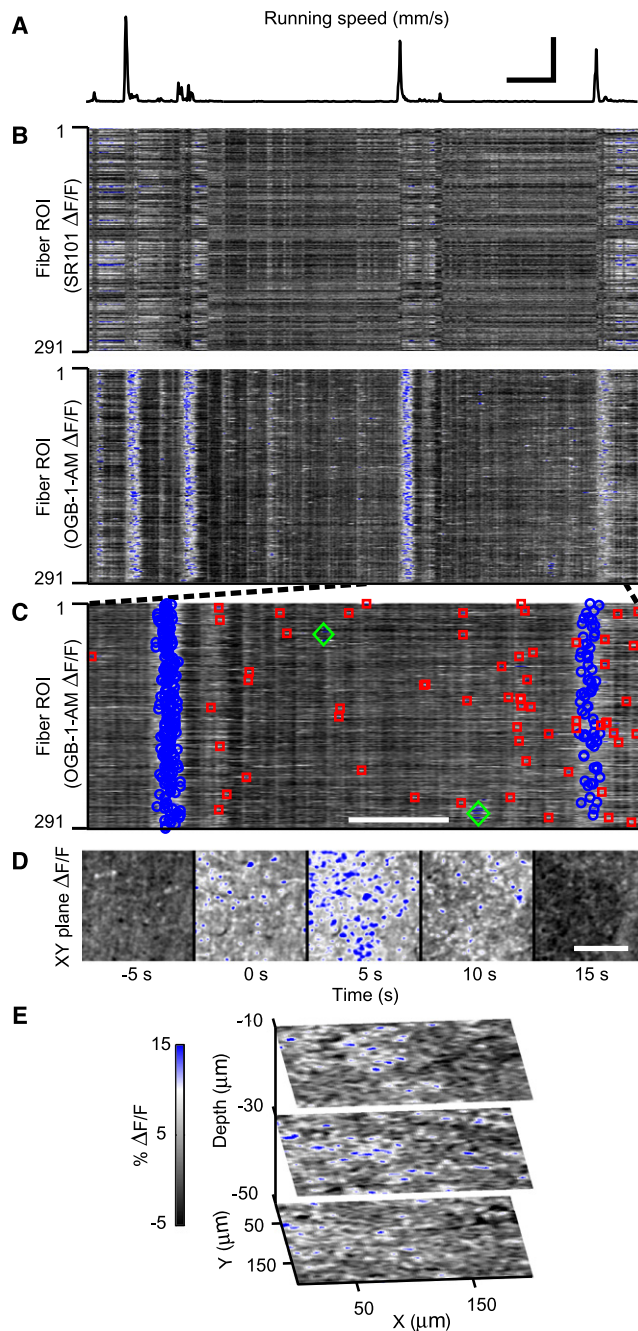 A
Running speed (mm/s)
B
1
Fiber ROI
(SR101 ΔF/F)
291
1
Fiber ROI
(OGB-1-AM ΔF/F)
291
C
1
Fiber ROI
(OGB-1-AM ΔF/F)
291
D
XY plane ΔF/F
-5 s
0 s
5 s
10 s
15 s
Time (s)
E
15
5
-5
% ΔF/F
-10
-30
-50
Depth (μm)
50
150
Y (μm)
50
150
X (μm)